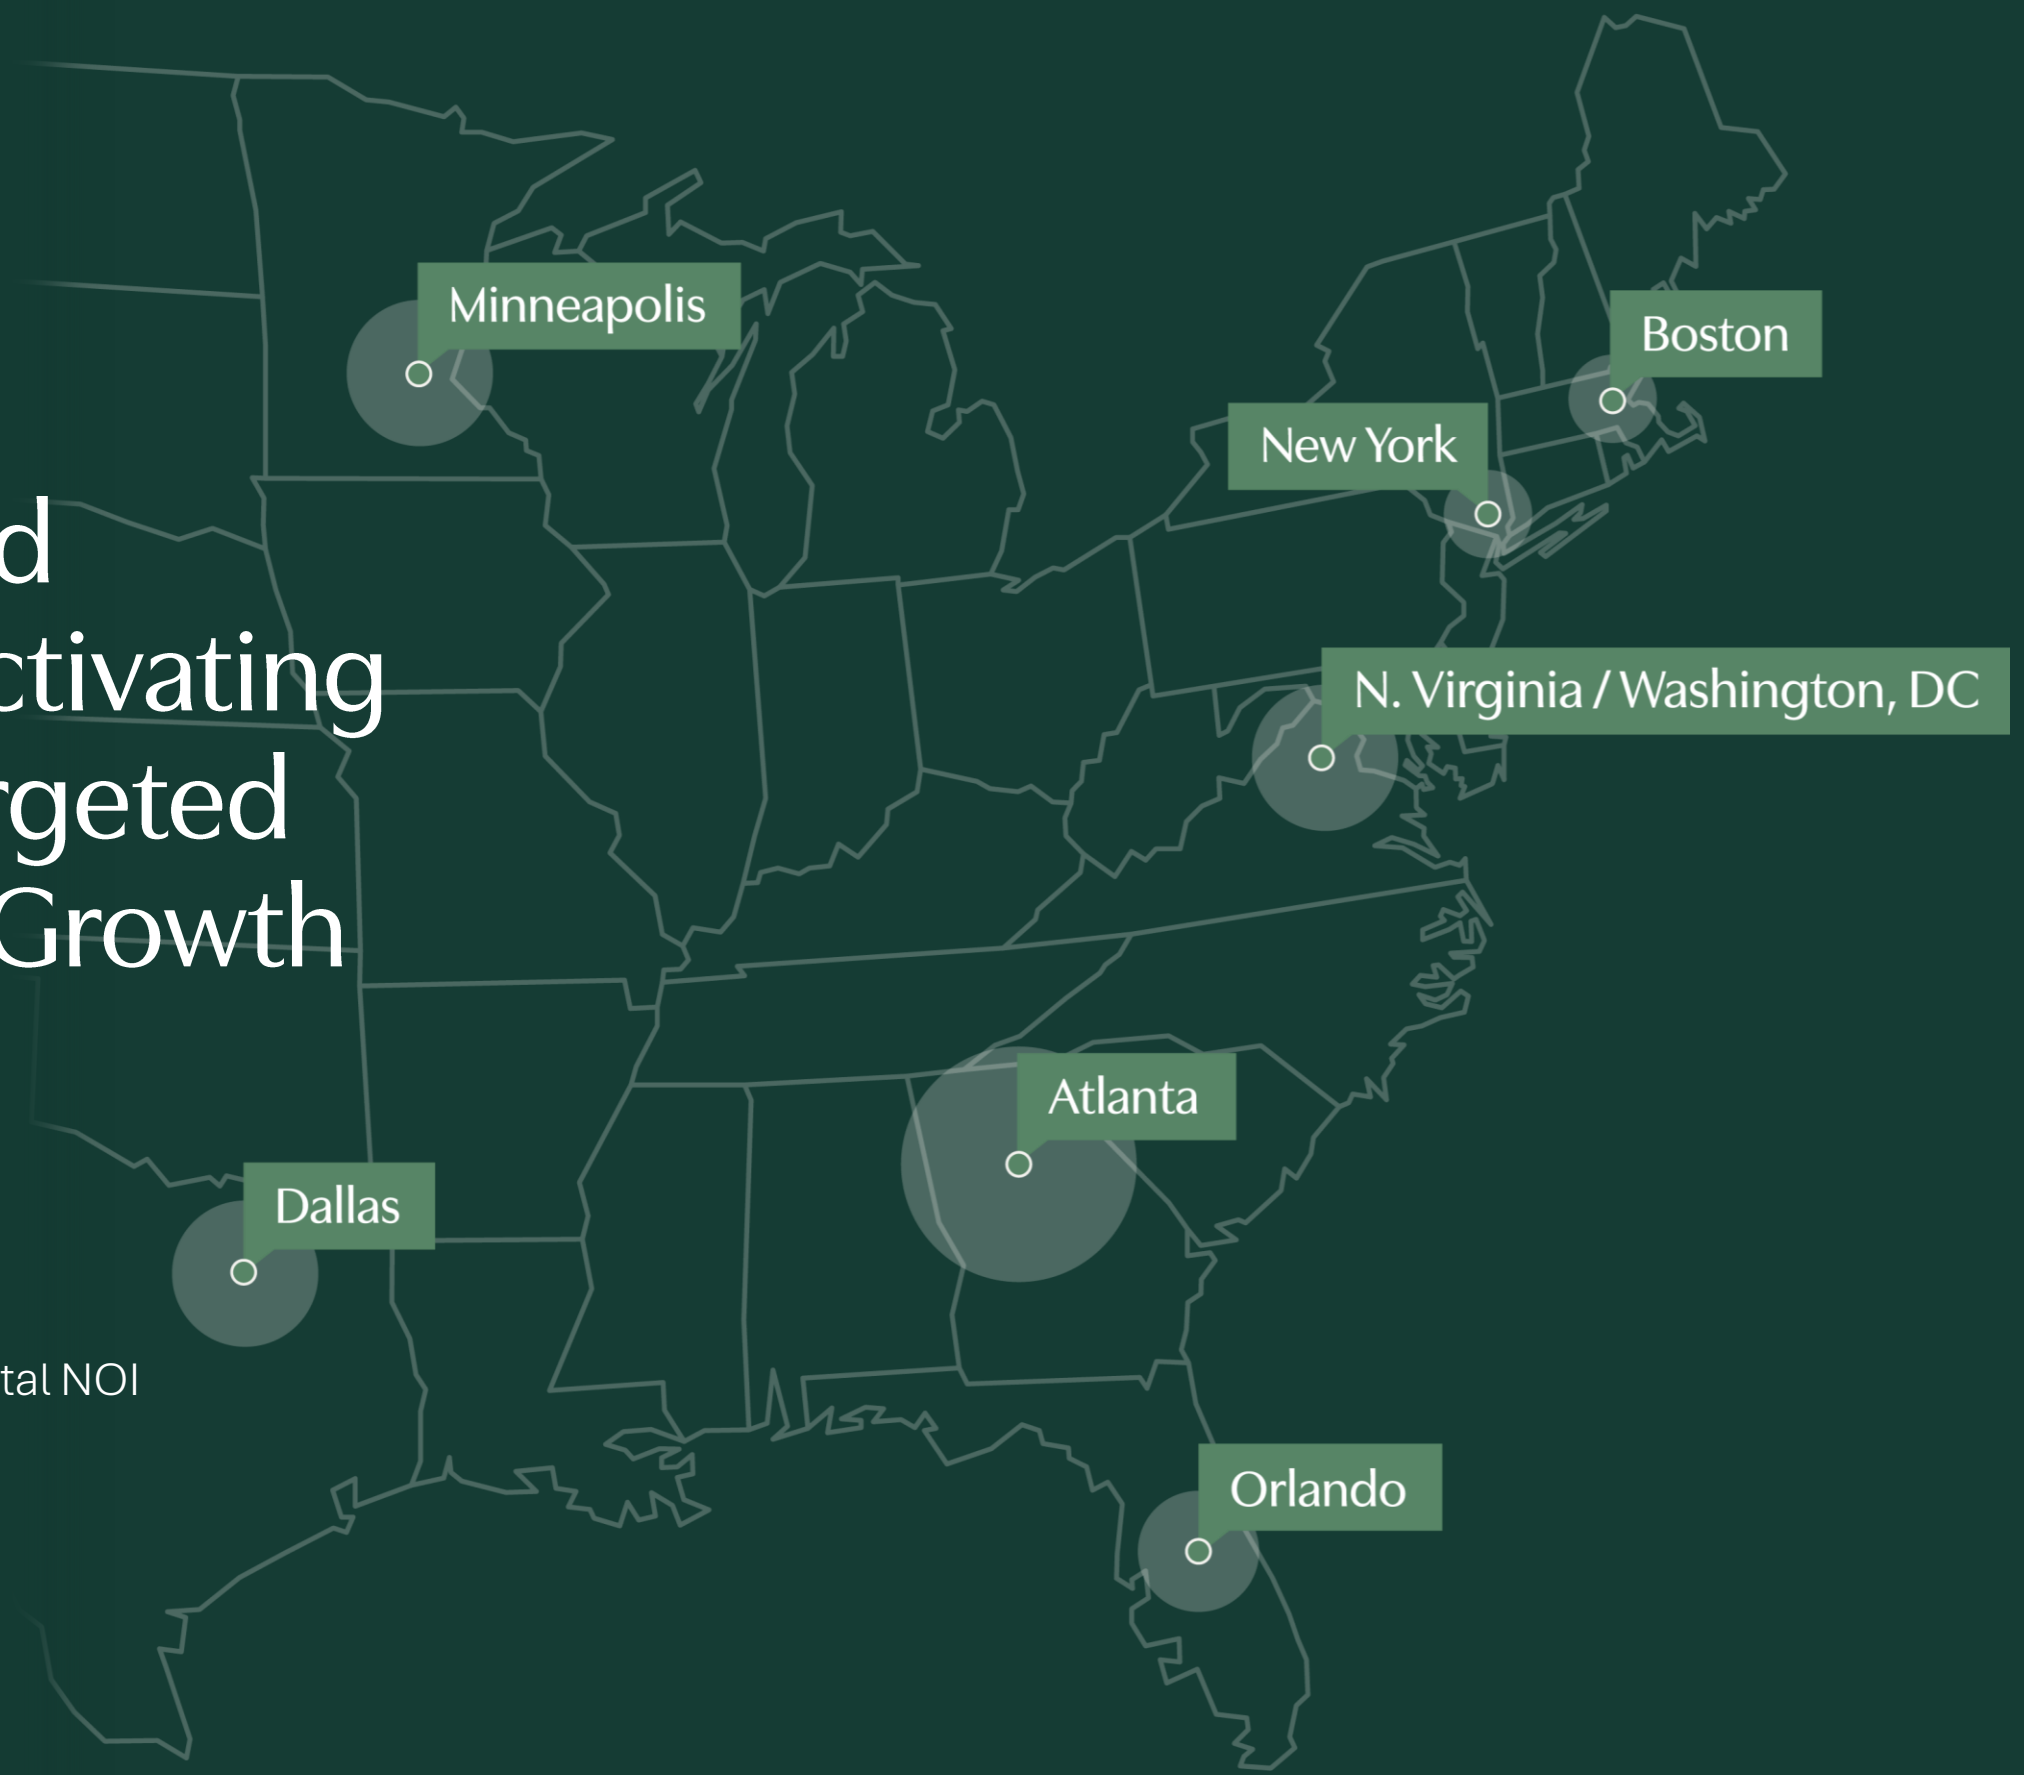 Minneapolis
Boston
New York
d
ctivating
N. Virginia / Washington, DC
rgeted
Growth
Atlanta
Dallas
tal NOI
Orlando